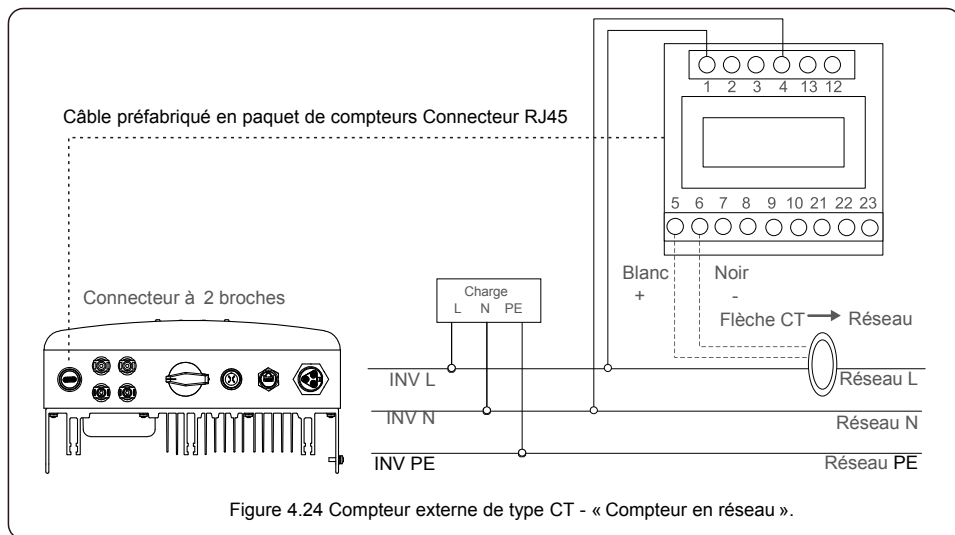 1 2 3 4 13 12
Câble préfabriqué en paquet de compteurs Connecteur RJ45
5 6 7 8 9 10 21 22 23
Blanc Noir
+ -
Flèche CT Réseau
Connecteur à 2 broches
Charge
L N PE
INV L Réseau L
INV N Réseau N
INV PE Réseau PE
Figure 4.24 Compteur externe de type CT - « Compteur en réseau ».